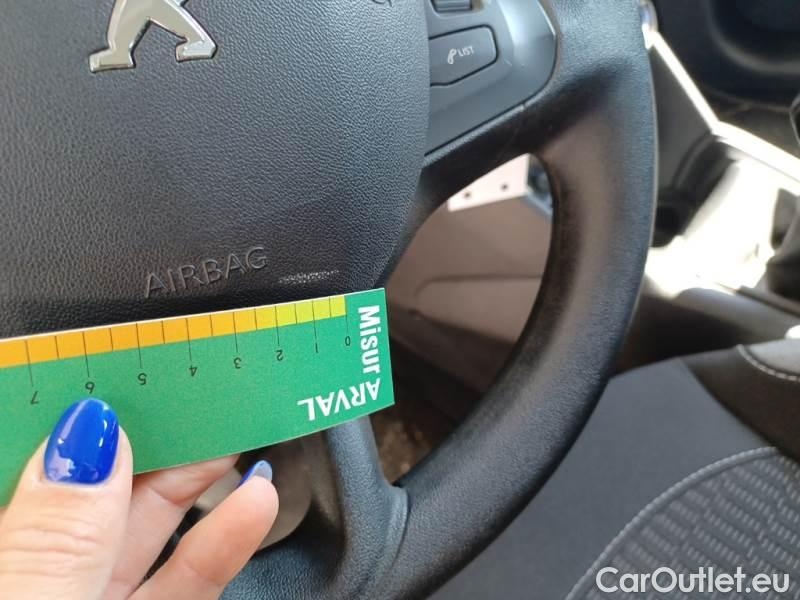 LIST
AIRBAG
Misur
ARVAL
0 1 2 3 4 5 6 7
CarOutlet.eu